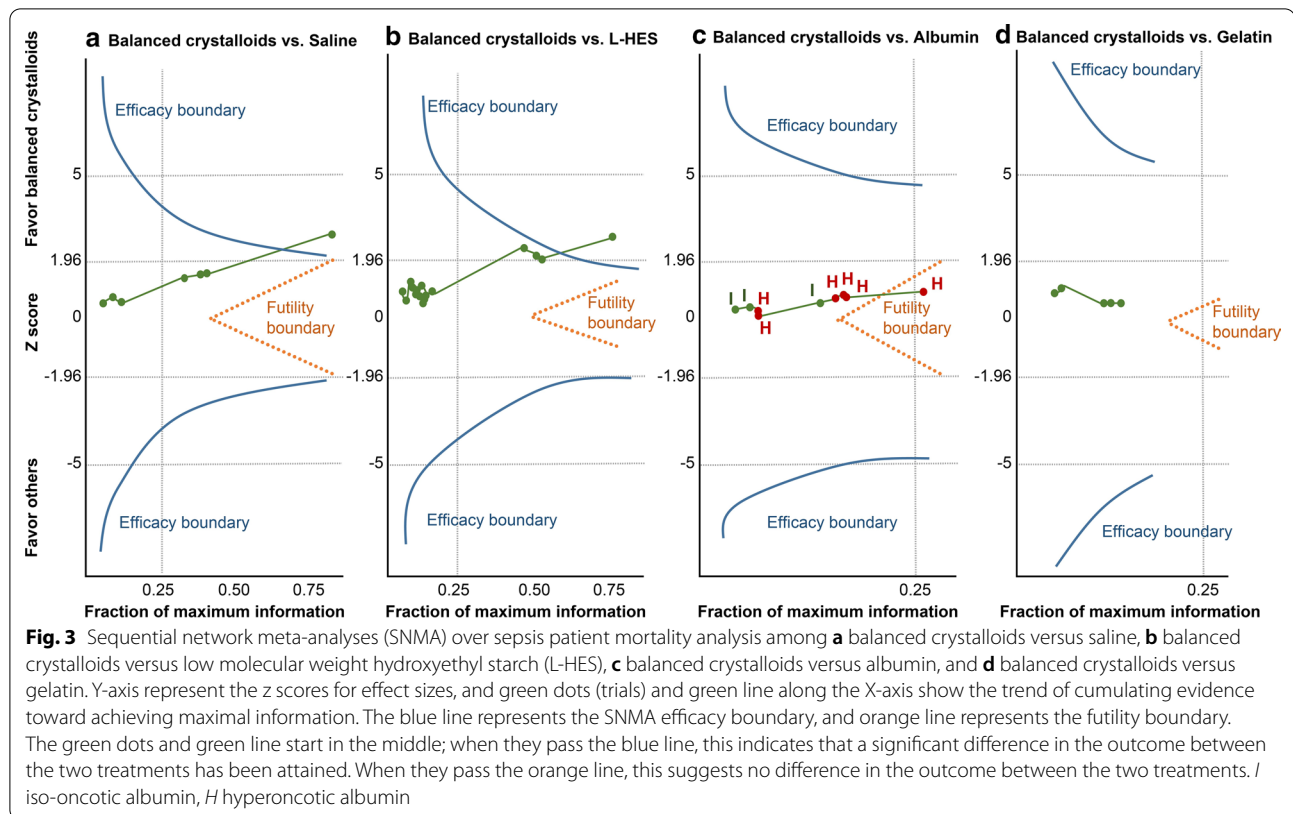 a Balanced crystalloids vs. Saline
b Balanced crystalloids vs. L-HES
c Balanced crystalloids vs. Albumin
d Balanced crystalloids vs. Gelatin
Favor balanced crystalloids
Z score
Favor others
Efficacy boundary
5
1.96
0
-1.96
-5
Futility
boundary
Efficacy boundary
0.25 0.50 0.75
Fraction of maximum information
Efficacy boundary
5
1.96
0
-1.96
-5
Futility
boundary
Efficacy boundary
0.25 0.50 0.75
Fraction of maximum information
Efficacy boundary
5
1.96
0
-1.96
-5
I I H H I H H H H
Futility
boundary
Efficacy boundary
0.25
Fraction of maximum information
Efficacy boundary
5
1.96
0
-1.96
-5
Futility
boundary
Efficacy boundary
0.25
Fraction of maximum information
Fig. 3 Sequential network meta-analyses (SNMA) over sepsis patient mortality analysis among a balanced crystalloids versus saline, b balanced
crystalloids versus low molecular weight hydroxyethyl starch (L-HES), c balanced crystalloids versus albumin, and d balanced crystalloids versus
gelatin. Y-axis represent the z scores for effect sizes, and green dots (trials) and green line along the X-axis show the trend of cumulating evidence
toward achieving maximal information. The blue line represents the SNMA efficacy boundary, and orange line represents the futility boundary.
The green dots and green line start in the middle; when they pass the blue line, this indicates that a significant difference in the outcome between
the two treatments has been attained. When they pass the orange line, this suggests no difference in the outcome between the two treatments. I
iso-oncotic albumin, H hyperoncotic albumin